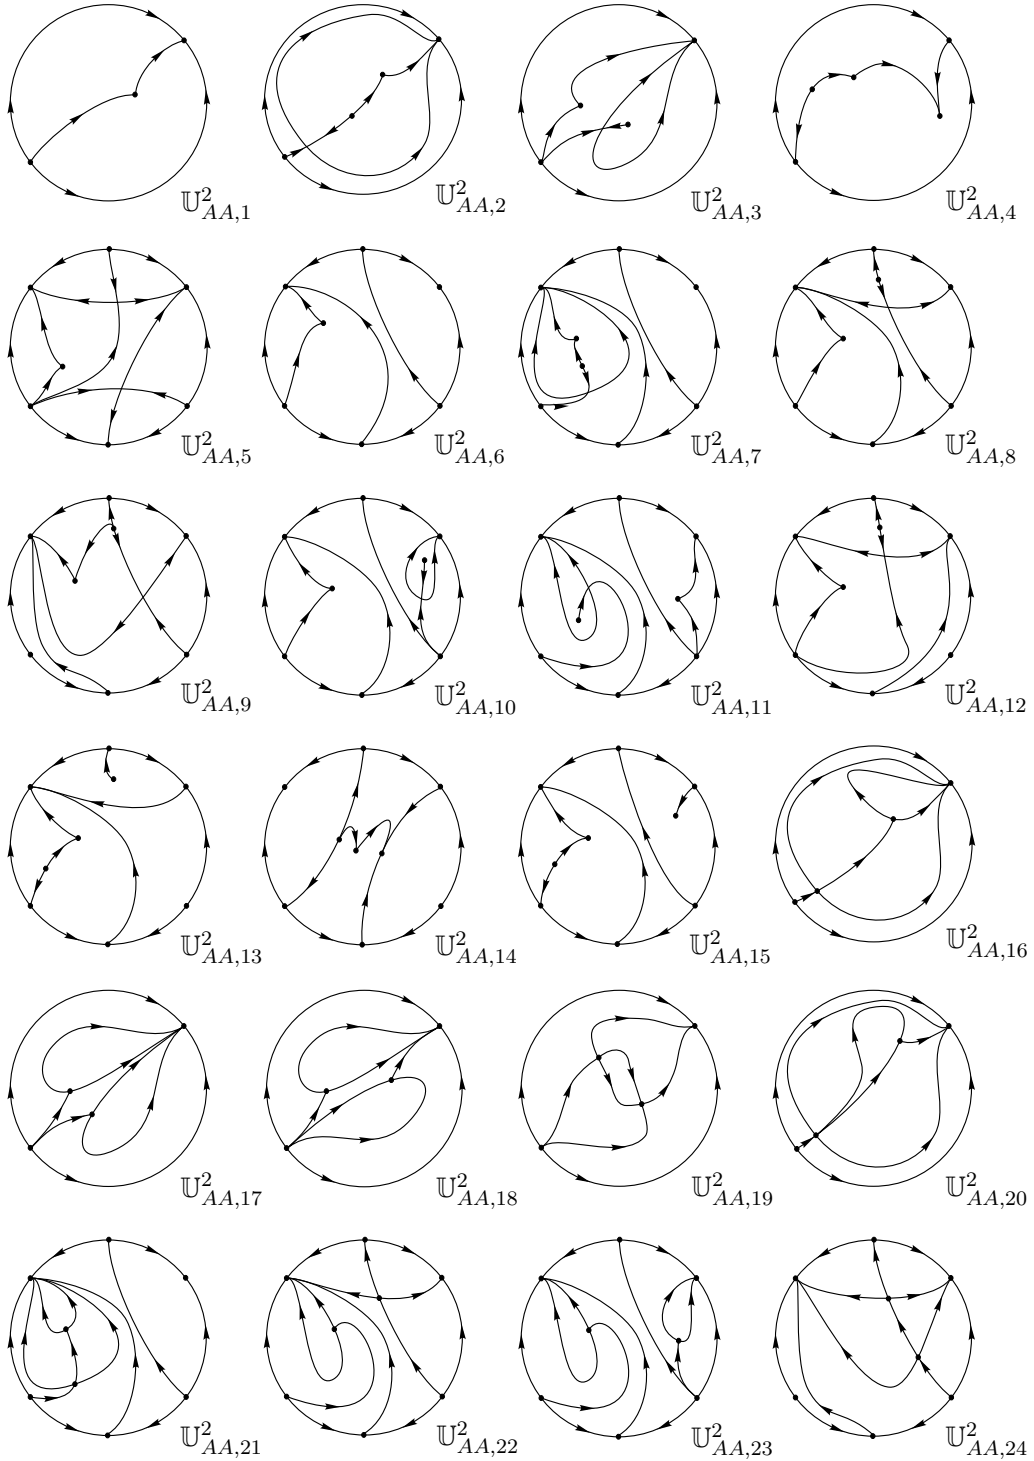 𝕌²_{AA,1} 𝕌²_{AA,2} 𝕌²_{AA,3} 𝕌²_{AA,4}
𝕌²_{AA,5} 𝕌²_{AA,6} 𝕌²_{AA,7} 𝕌²_{AA,8}
𝕌²_{AA,9} 𝕌²_{AA,10} 𝕌²_{AA,11} 𝕌²_{AA,12}
𝕌²_{AA,13} 𝕌²_{AA,14} 𝕌²_{AA,15} 𝕌²_{AA,16}
𝕌²_{AA,17} 𝕌²_{AA,18} 𝕌²_{AA,19} 𝕌²_{AA,20}
𝕌²_{AA,21} 𝕌²_{AA,22} 𝕌²_{AA,23} 𝕌²_{AA,24}